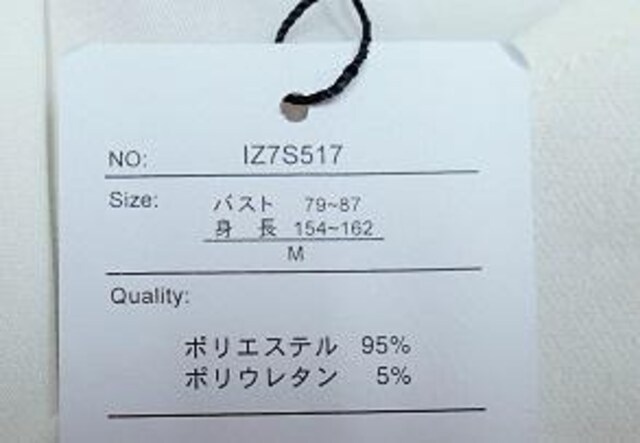 NO: IZ7S517
Size: バスト 79~87
身長 154~162
M
Quality:
ポリエステル 95%
ポリウレタン 5%